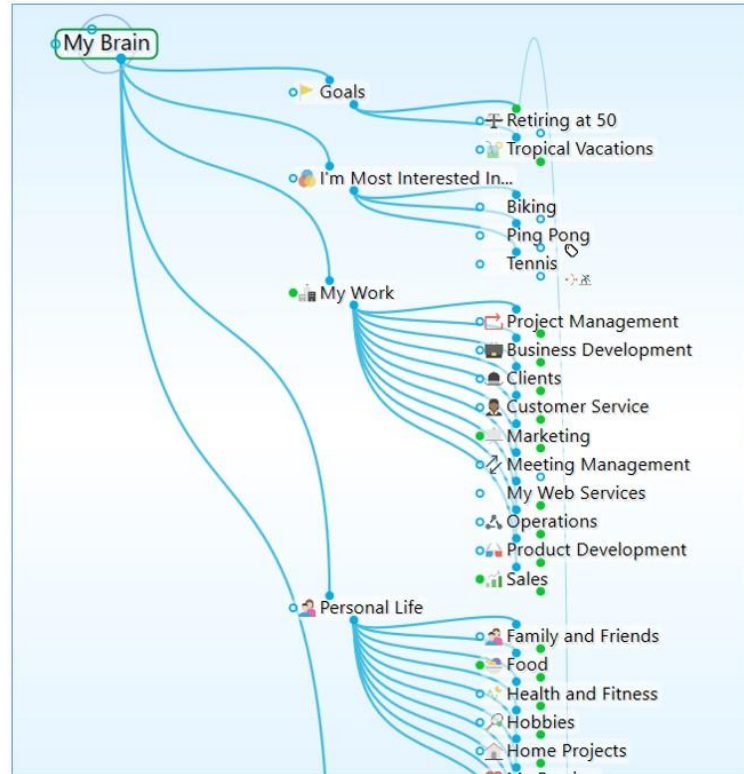 My Brain
Goals
Retiring at 50
Tropical Vacations
I'm Most Interested In...
Biking
Ping Pong
Tennis
My Work
Project Management
Business Development
Clients
Customer Service
Marketing
Meeting Management
My Web Services
Operations
Product Development
Sales
Personal Life
Family and Friends
Food
Health and Fitness
Hobbies
Home Projects